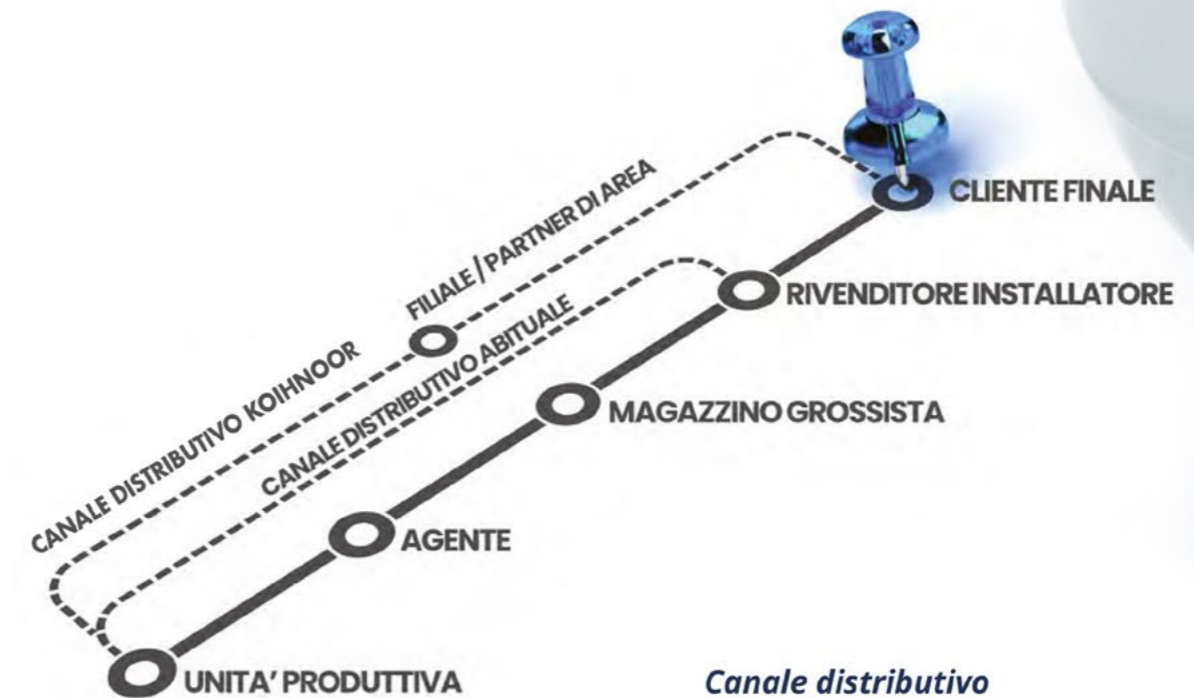 CLIENTE FINALE
FILIALE / PARTNER DI AREA
RIVENDITORE INSTALLATORE
CANALE DISTRIBUTIVO KOIHNOOR
CANALE DISTRIBUTIVO ABITUALE
MAGAZZINO GROSSISTA
AGENTE
UNITA' PRODUTTIVA
Canale distributivo